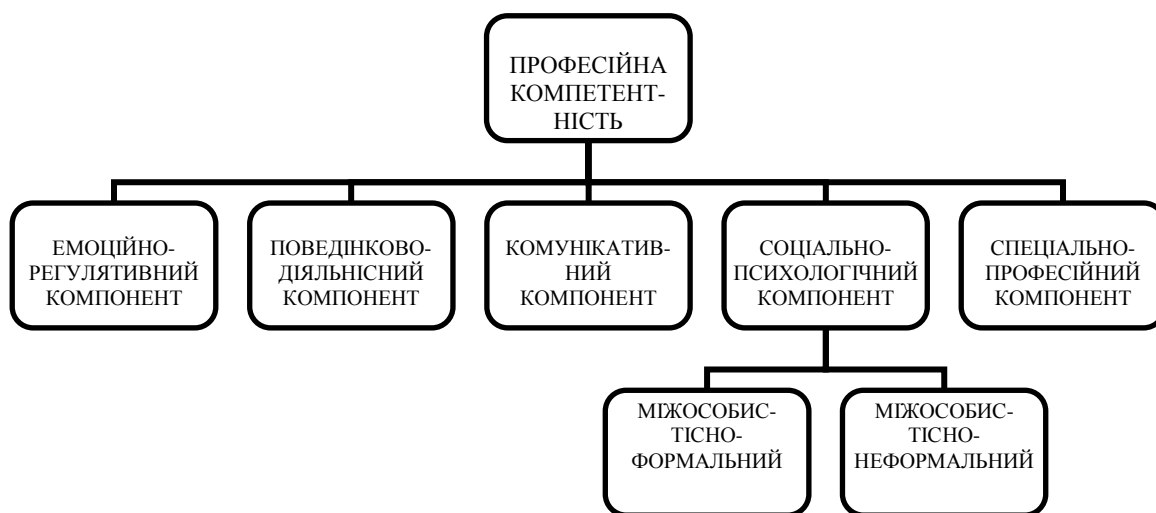 ПРОФЕСІЙНА
КОМПЕТЕНТ-
НІСТЬ
ЕМОЦІЙНО-
РЕГУЛЯТИВНИЙ
КОМПОНЕНТ
ПОВЕДІНКОВО-
ДІЯЛЬНІСНИЙ
КОМПОНЕНТ
КОМУНІКАТИВ-
НИЙ
КОМПОНЕНТ
СОЦІАЛЬНО-
ПСИХОЛОГІЧНИЙ
КОМПОНЕНТ
СПЕЦІАЛЬНО-
ПРОФЕСІЙНИЙ
КОМПОНЕНТ
МІЖОСОБИС-
ТІСНО-
ФОРМАЛЬНИЙ
МІЖОСОБИС-
ТІСНО-
НЕФОРМАЛЬНИЙ